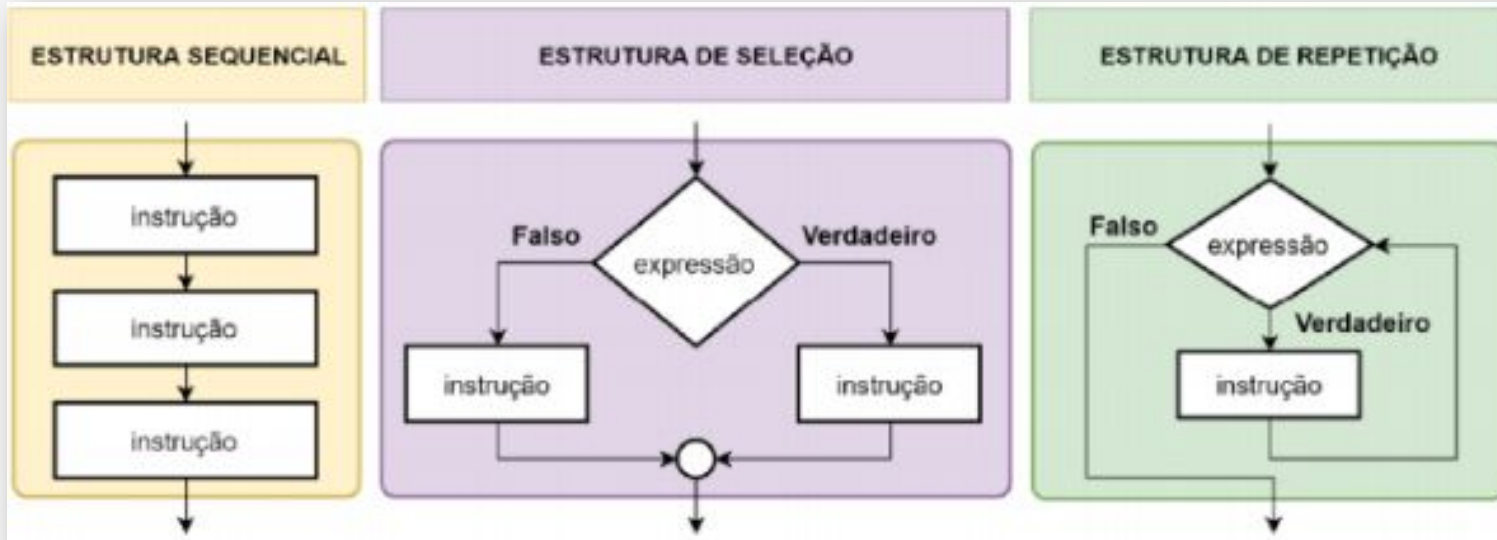 ESTRUTURA SEQUENCIAL
instrução
instrução
instrução
ESTRUTURA DE SELEÇÃO
expressão
Falso
Verdadeiro
instrução
instrução
ESTRUTURA DE REPETIÇÃO
expressão
Falso
Verdadeiro
instrução